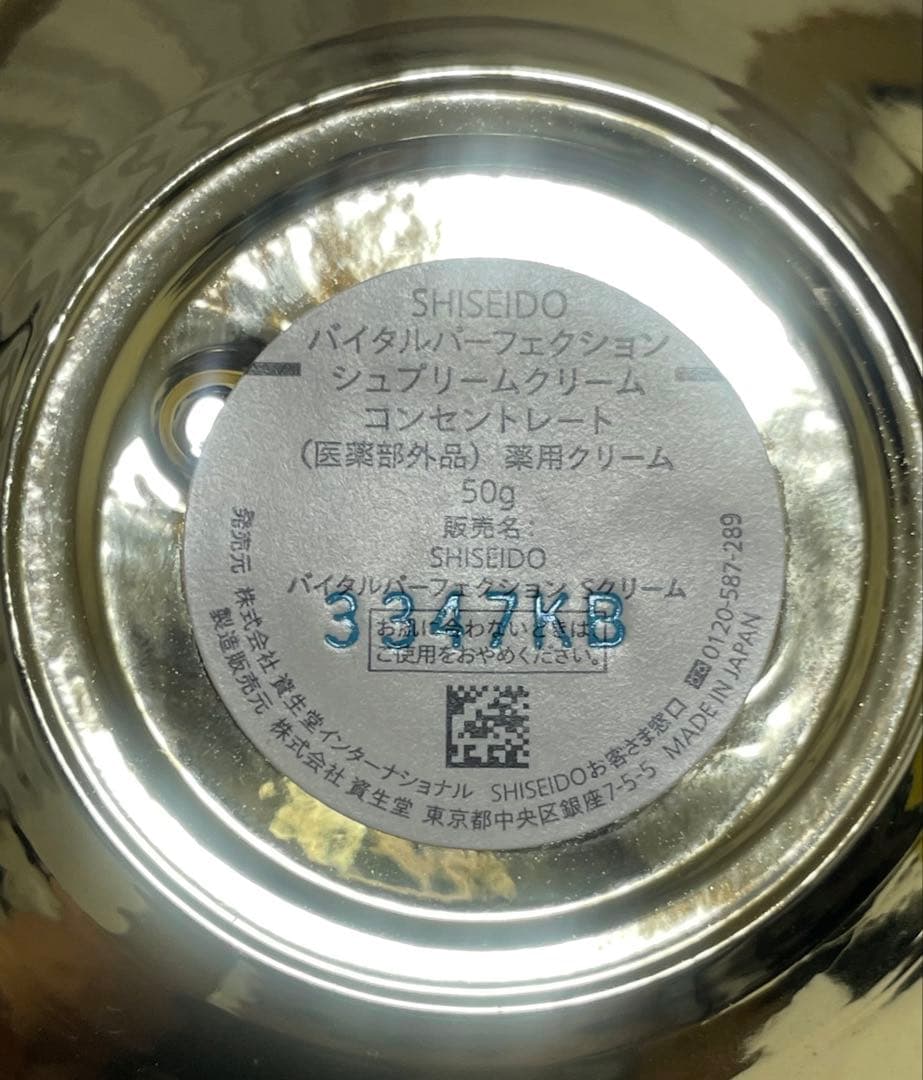 SHISEIDO
バイタルパーフェクション
シュプリームクリーム
コンセントレート
（医薬部外品） 薬用クリーム
50g
販売名：
SHISEIDO
バイタルパーフェクション Sクリーム
3347KB
お肌に合わないときは
ご使用をおやめください。
発売元 株式会社 資生堂インターナショナル SHISEIDOお客さま窓口 0120-587-289
製造販売元 株式会社 資生堂 東京都中央区銀座7-5-5 MADE IN JAPAN